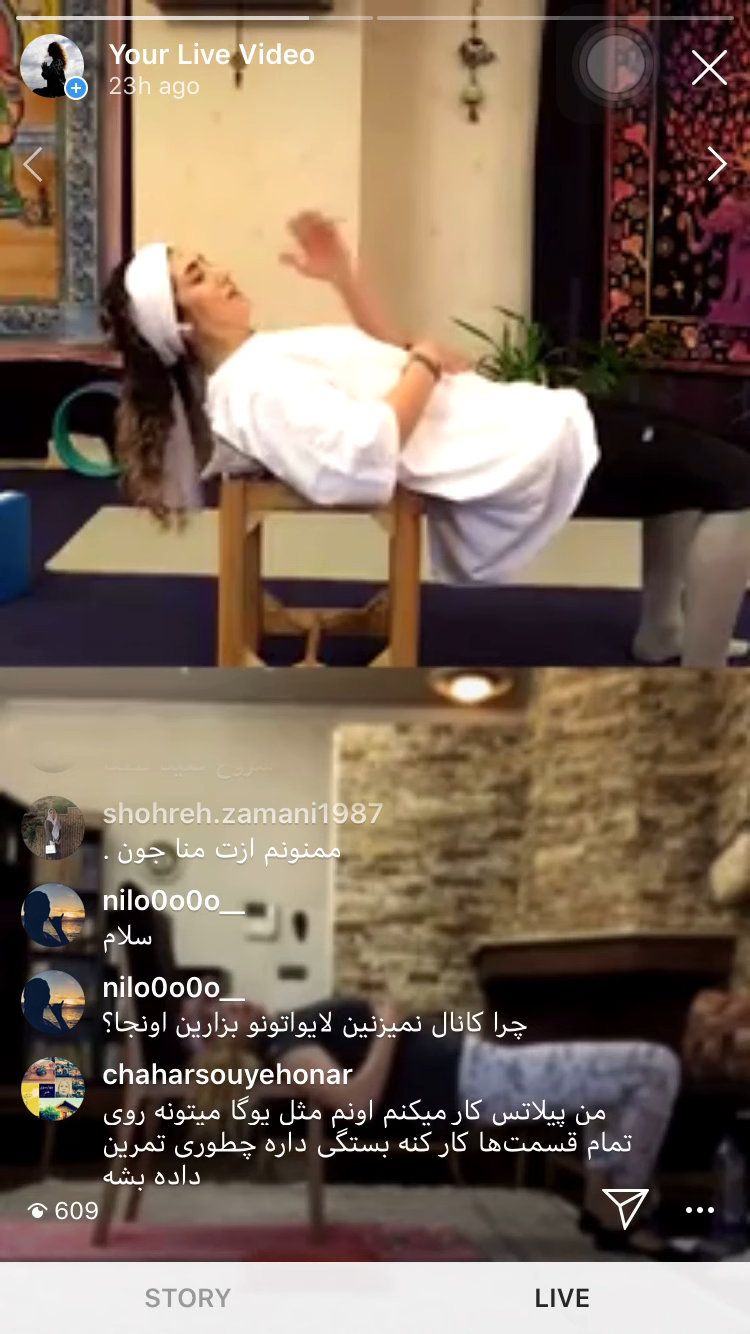 Your Live Video
23h ago
shohreh.zamani1987
ممنونم ازت منا جون .
nilo0o0o__
سلام
nilo0o0o__
چرا کانال نمیزنین لایواتونو بزارین اونجا؟
chaharsouyehonar
من پیلاتس کار میکنم اونم مثل یوگا میتونه روی
تمام قسمت‌ها کار کنه بستگی داره چطوری تمرین
داده بشه
609
STORY
LIVE